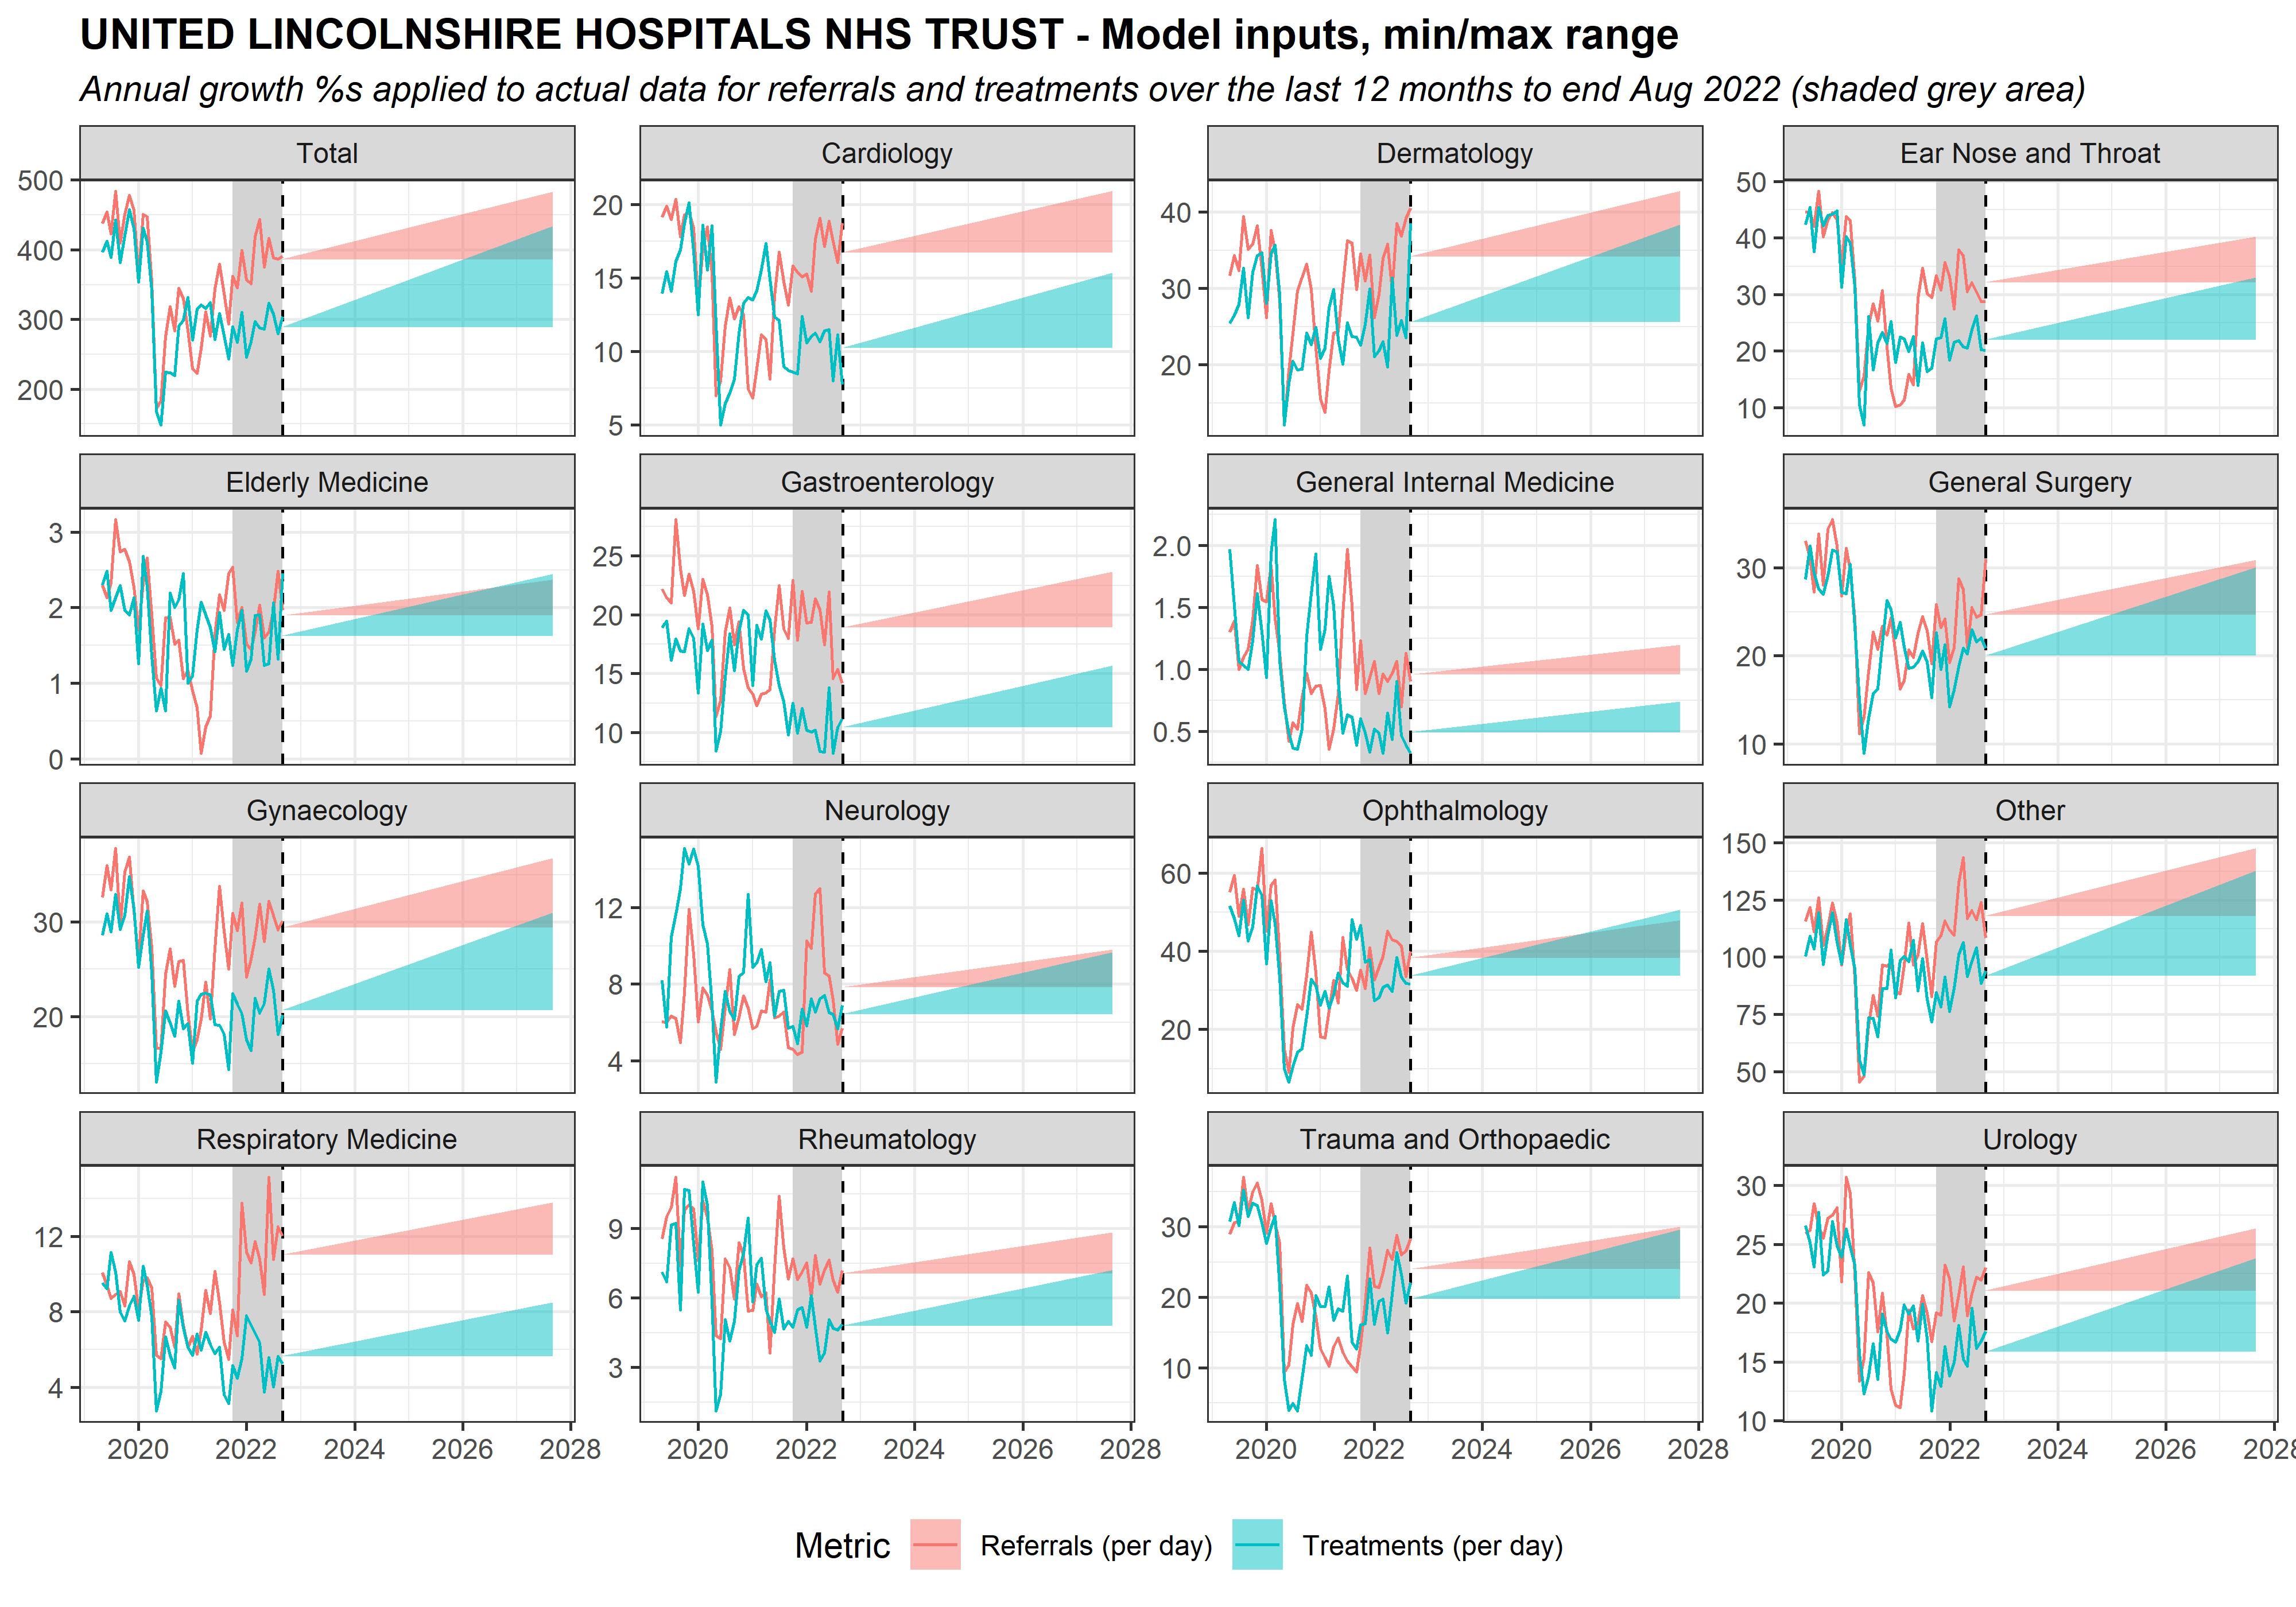 UNITED LINCOLNSHIRE HOSPITALS NHS TRUST - Model inputs, min/max range
Annual growth %s applied to actual data for referrals and treatments over the last 12 months to end Aug 2022 (shaded grey area)
Total
Cardiology
Dermatology
Ear Nose and Throat
500
400
300
200
20
15
10
5
40
30
20
50
40
30
20
10
Elderly Medicine
Gastroenterology
General Internal Medicine
General Surgery
3
2
1
0
25
20
15
10
2.0
1.5
1.0
0.5
30
20
10
Gynaecology
Neurology
Ophthalmology
Other
30
20
12
8
4
60
40
20
150
125
100
75
50
Respiratory Medicine
Rheumatology
Trauma and Orthopaedic
Urology
12
8
4
9
6
3
30
20
10
30
25
20
15
10
2020 2022 2024 2026 2028
2020 2022 2024 2026 2028
2020 2022 2024 2026 2028
2020 2022 2024 2026 2028
Metric Referrals (per day) Treatments (per day)